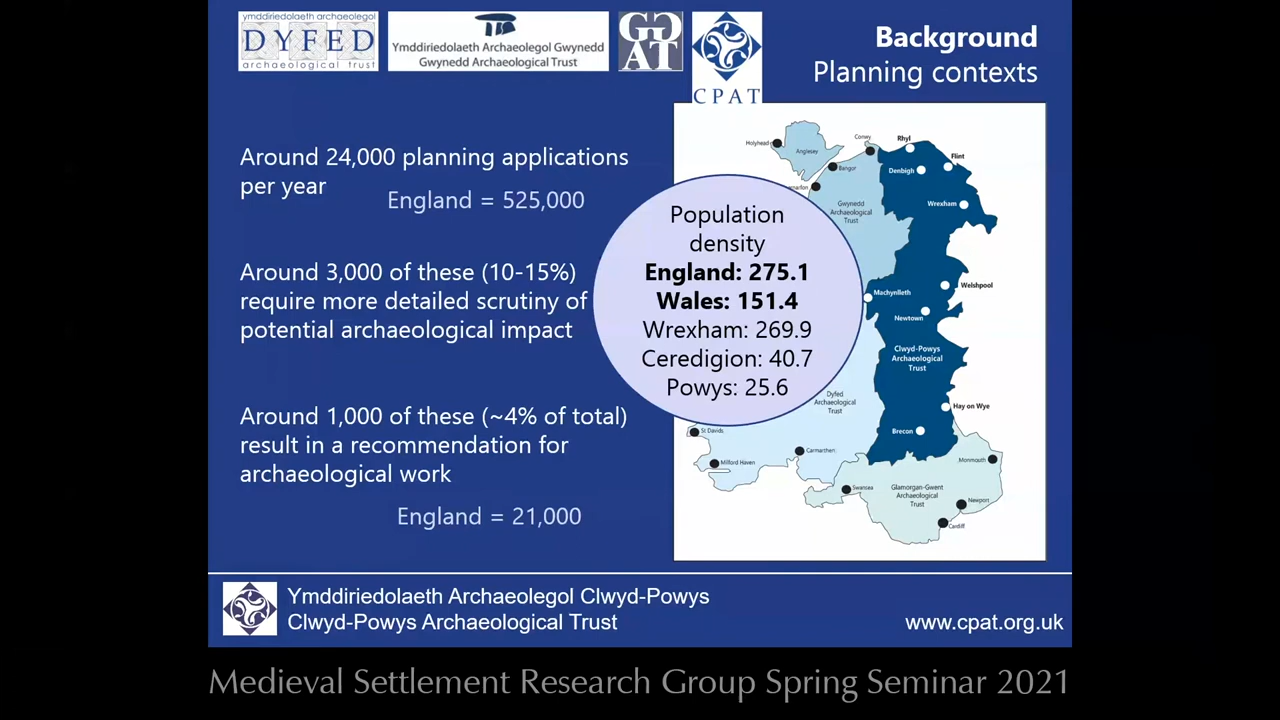 ymddiriedolaeth archaeolegol
DYFED
archaeological trust
Ymddiriedolaeth Archaeolegol Gwynedd
Gwynedd Archaeological Trust
GGAT
CPAT
Background
Planning contexts
Around 24,000 planning applications
per year
England = 525,000
Around 3,000 of these (10-15%)
require more detailed scrutiny of
potential archaeological impact
Around 1,000 of these (~4% of total)
result in a recommendation for
archaeological work
England = 21,000
Population
density
England: 275.1
Wales: 151.4
Wrexham: 269.9
Ceredigion: 40.7
Powys: 25.6
Holyhead
Anglesey
Conwy
Rhyl
Flint
Bangor
Denbigh
Wrexham
Gwynedd
Archaeological
Trust
Machynlleth
Welshpool
Newtown
Clwyd-Powys
Archaeological
Trust
Dyfed
Archaeological
Trust
Hay on Wye
St Davids
Brecon
Carmarthen
Milford Haven
Monmouth
Swansea
Glamorgan-Gwent
Archaeological
Trust
Newport
Cardiff
Ymddiriedolaeth Archaeolegol Clwyd-Powys
Clwyd-Powys Archaeological Trust
www.cpat.org.uk
Medieval Settlement Research Group Spring Seminar 2021